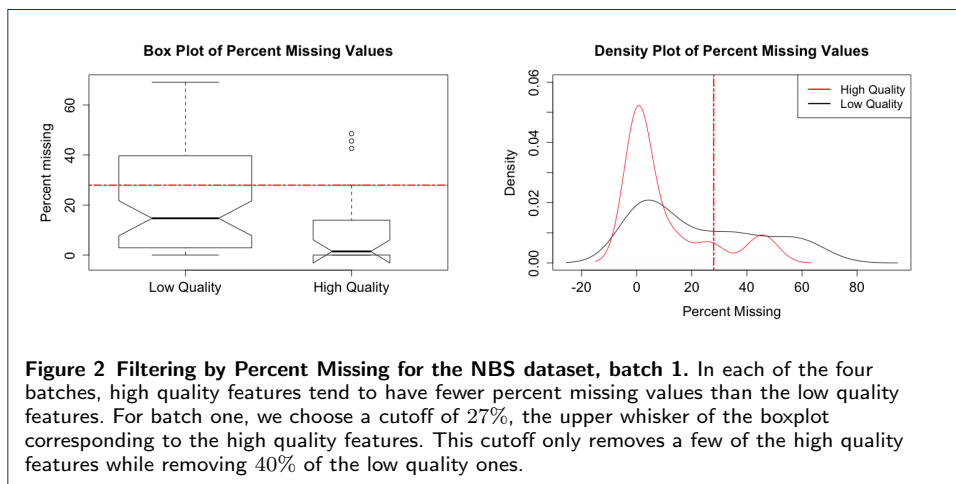 Box Plot of Percent Missing Values
Percent missing
60
40
20
0
Low Quality
High Quality
Density Plot of Percent Missing Values
High Quality
Low Quality
Density
0.06
0.04
0.02
0.00
-20
0
20
40
60
80
Percent Missing
Figure 2 Filtering by Percent Missing for the NBS dataset, batch 1. In each of the four
batches, high quality features tend to have fewer percent missing values than the low quality
features. For batch one, we choose a cutoff of 27%, the upper whisker of the boxplot
corresponding to the high quality features. This cutoff only removes a few of the high quality
features while removing 40% of the low quality ones.